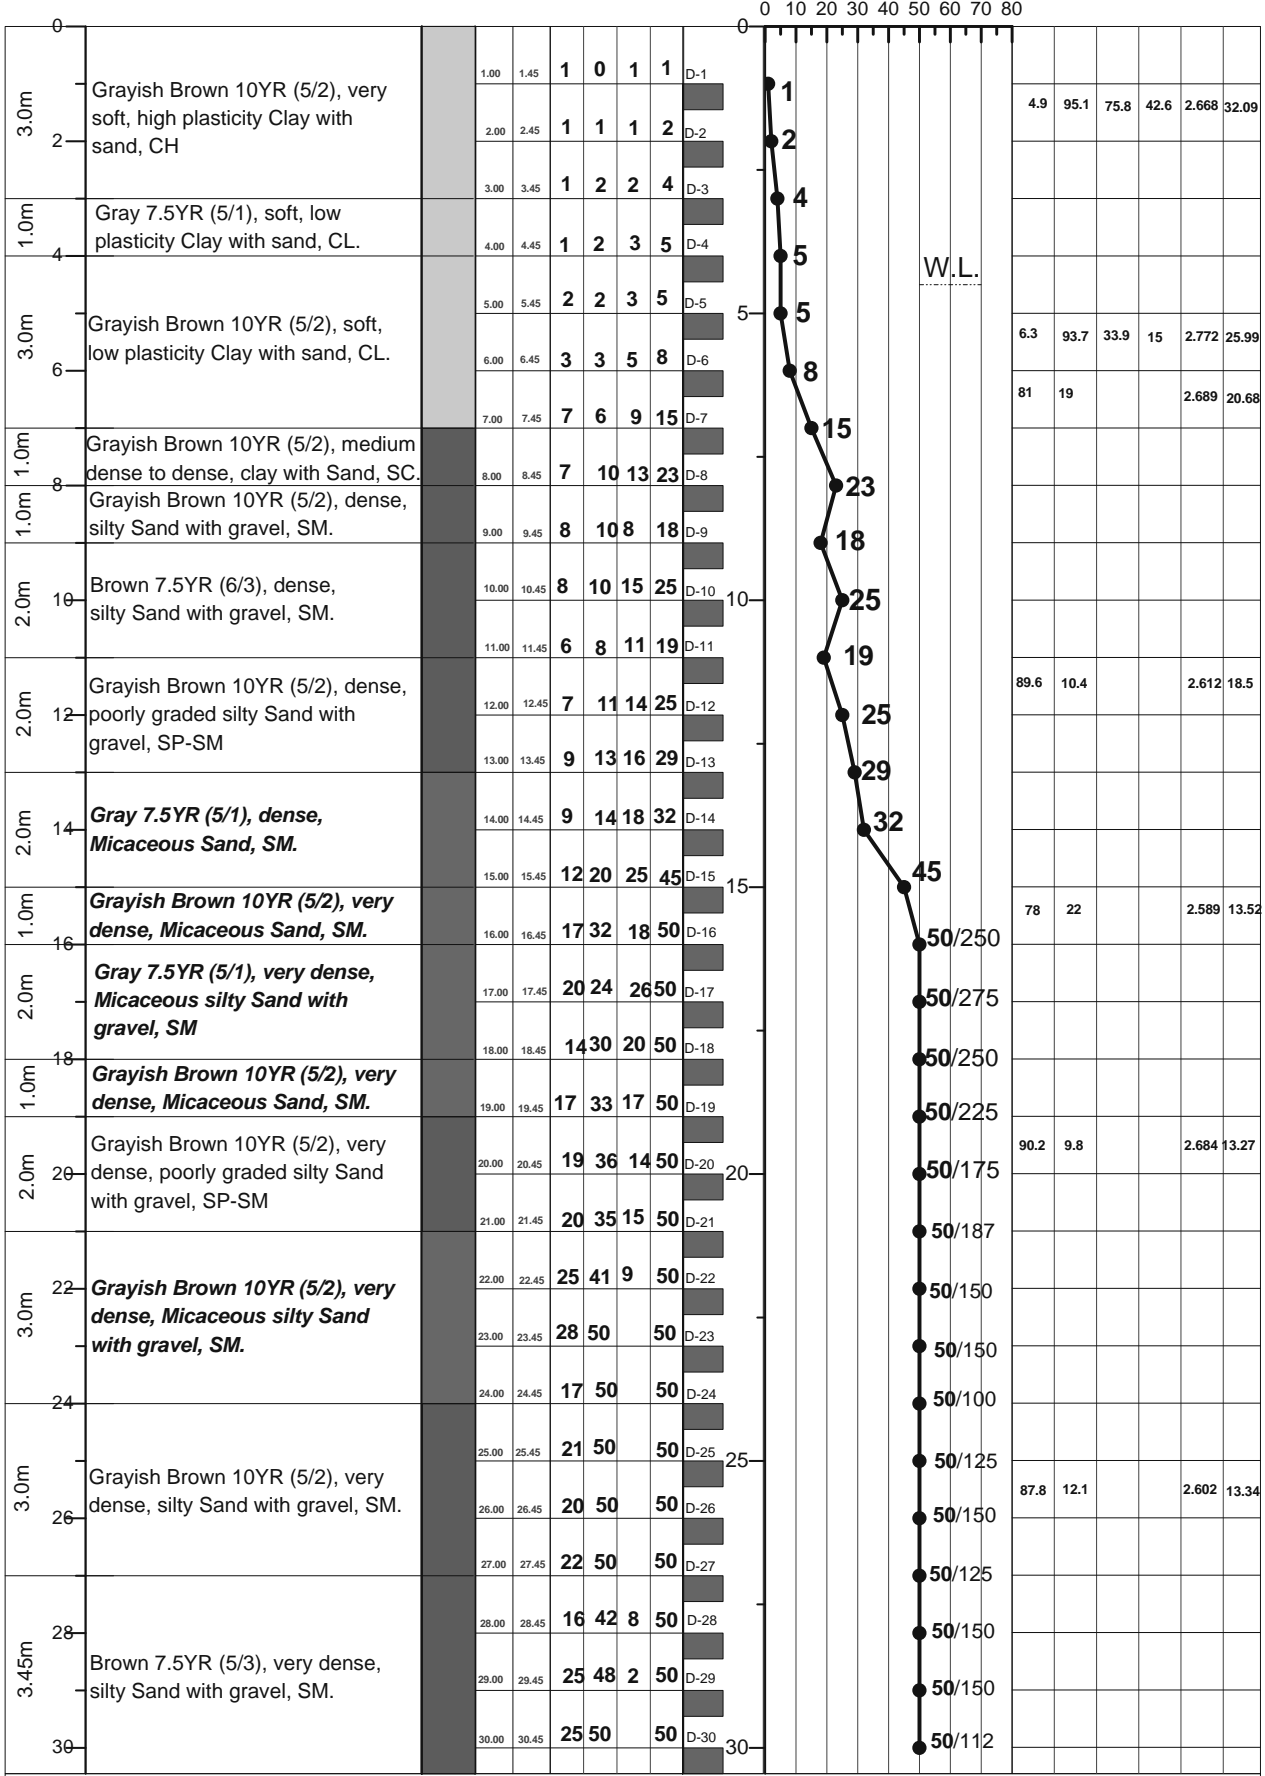 0 10 20 30 40 50 60 70 80
0 0
1.00 1.45 1 0 1 1 D-1
3.0m
Grayish Brown 10YR (5/2), very
soft, high plasticity Clay with
sand, CH
1
4.9 95.1 75.8 42.6 2.668 32.09
2.00 2.45 1 1 1 2 D-2
2
2
3.00 3.45 1 2 2 4 D-3
4
1.0m
Gray 7.5YR (5/1), soft, low
plasticity Clay with sand, CL.
4.00 4.45 1 2 3 5 D-4
4
5
W.L.
5.00 5.45 2 2 3 5 D-5
5
5
3.0m
Grayish Brown 10YR (5/2), soft,
low plasticity Clay with sand, CL.
6.3 93.7 33.9 15 2.772 25.99
6.00 6.45 3 3 5 8 D-6
6
8
81 19 2.689 20.68
7.00 7.45 7 6 9 15 D-7
15
1.0m
Grayish Brown 10YR (5/2), medium
dense to dense, clay with Sand, SC.
8.00 8.45 7 10 13 23 D-8
8
23
1.0m
Grayish Brown 10YR (5/2), dense,
silty Sand with gravel, SM.
9.00 9.45 8 10 8 18 D-9
18
2.0m
Brown 7.5YR (6/3), dense,
silty Sand with gravel, SM.
10.00 10.45 8 10 15 25 D-10
10
10
25
11.00 11.45 6 8 11 19 D-11
19
2.0m
Grayish Brown 10YR (5/2), dense,
poorly graded silty Sand with
gravel, SP-SM
89.6 10.4 2.612 18.5
12.00 12.45 7 11 14 25 D-12
12
25
13.00 13.45 9 13 16 29 D-13
29
2.0m
Gray 7.5YR (5/1), dense,
Micaceous Sand, SM.
14.00 14.45 9 14 18 32 D-14
14
32
15.00 15.45 12 20 25 45 D-15
15
45
1.0m
Grayish Brown 10YR (5/2), very
dense, Micaceous Sand, SM.
78 22 2.589 13.52
16.00 16.45 17 32 18 50 D-16
16
50/250
2.0m
Gray 7.5YR (5/1), very dense,
Micaceous silty Sand with
gravel, SM
17.00 17.45 20 24 26 50 D-17
50/275
18.00 18.45 14 30 20 50 D-18
18
50/250
1.0m
Grayish Brown 10YR (5/2), very
dense, Micaceous Sand, SM.
19.00 19.45 17 33 17 50 D-19
50/225
2.0m
Grayish Brown 10YR (5/2), very
dense, poorly graded silty Sand
with gravel, SP-SM
90.2 9.8 2.684 13.27
20.00 20.45 19 36 14 50 D-20
20
20
50/175
21.00 21.45 20 35 15 50 D-21
50/187
3.0m
Grayish Brown 10YR (5/2), very
dense, Micaceous silty Sand
with gravel, SM.
22.00 22.45 25 41 9 50 D-22
22
50/150
23.00 23.45 28 50 50 D-23
50/150
24.00 24.45 17 50 50 D-24
24
50/100
25.00 25.45 21 50 50 D-25
25
50/125
3.0m
Grayish Brown 10YR (5/2), very
dense, silty Sand with gravel, SM.
87.8 12.1 2.602 13.34
26.00 26.45 20 50 50 D-26
26
50/150
27.00 27.45 22 50 50 D-27
50/125
28.00 28.45 16 42 8 50 D-28
28
50/150
3.45m
Brown 7.5YR (5/3), very dense,
silty Sand with gravel, SM.
29.00 29.45 25 48 2 50 D-29
50/150
30.00 30.45 25 50 50 D-30
30
30
50/112